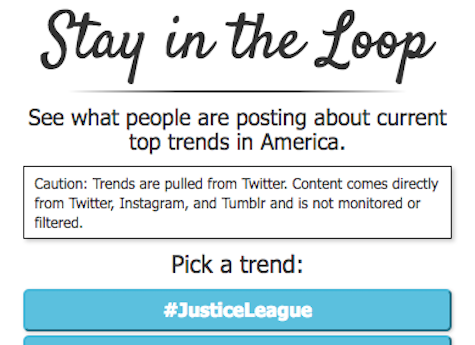 Stay in the Loop
See what people are posting about current
top trends in America.
Caution: Trends are pulled from Twitter. Content comes directly
from Twitter, Instagram, and Tumblr and is not monitored or
filtered.
Pick a trend:
#JusticeLeague